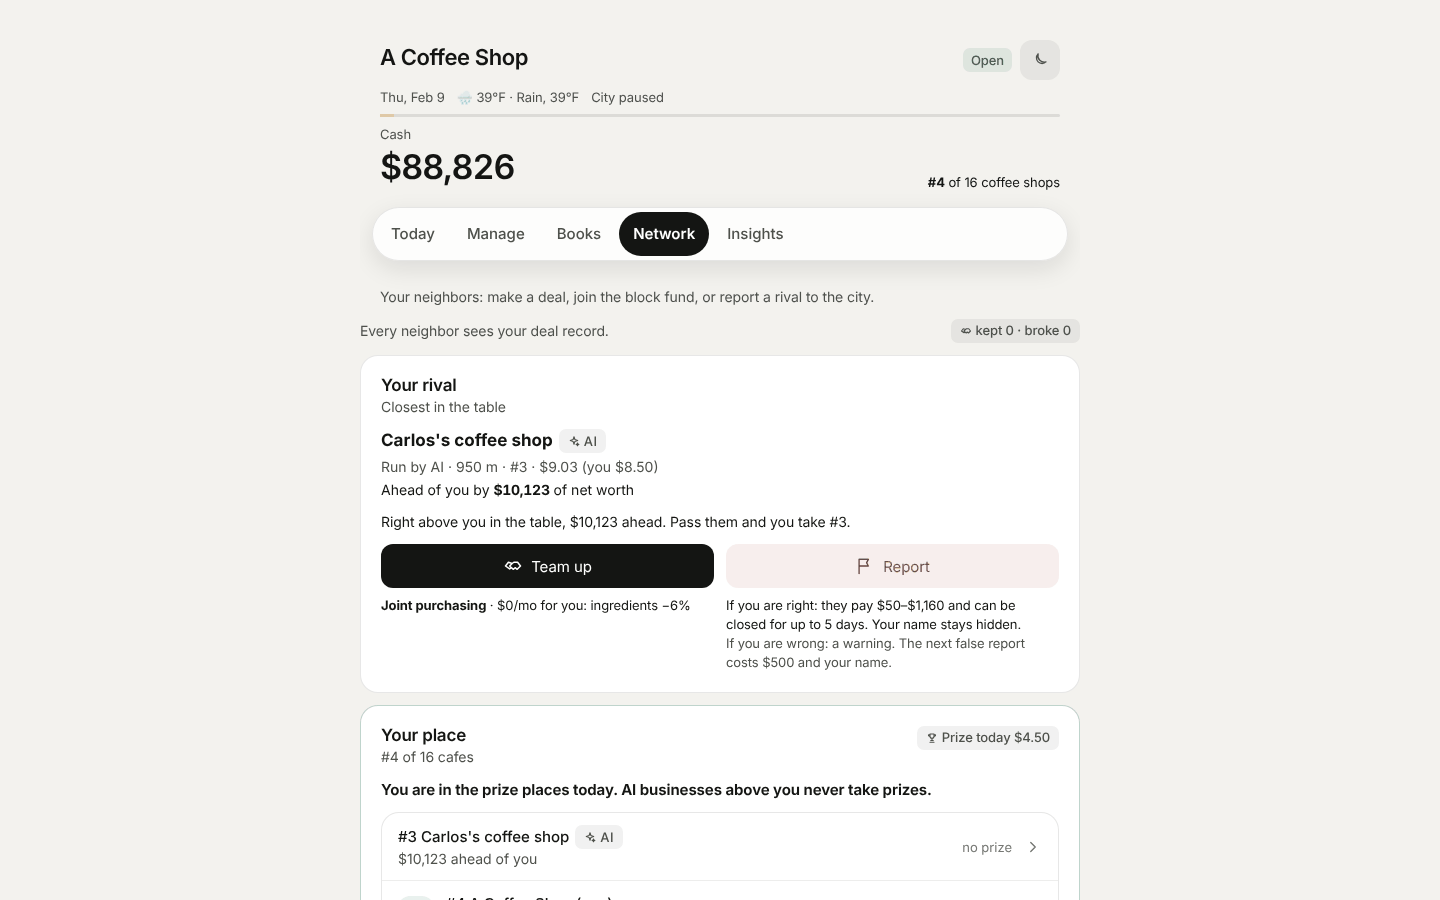 A Coffee Shop
Open
Thu, Feb 9 39°F · Rain, 39°F City paused
Cash
$88,826
#4 of 16 coffee shops
Today Manage Books Network Insights
Your neighbors: make a deal, join the block fund, or report a rival to the city.
Every neighbor sees your deal record.
kept 0 · broke 0
Your rival
Closest in the table
Carlos's coffee shop AI
Run by AI · 950 m · #3 · $9.03 (you $8.50)
Ahead of you by $10,123 of net worth
Right above you in the table, $10,123 ahead. Pass them and you take #3.
Team up
Joint purchasing · $0/mo for you: ingredients −6%
Report
If you are right: they pay $50–$1,160 and can be
closed for up to 5 days. Your name stays hidden.
If you are wrong: a warning. The next false report
costs $500 and your name.
Your place
Prize today $4.50
#4 of 16 cafes
You are in the prize places today. AI businesses above you never take prizes.
#3 Carlos's coffee shop AI
$10,123 ahead of you
no prize